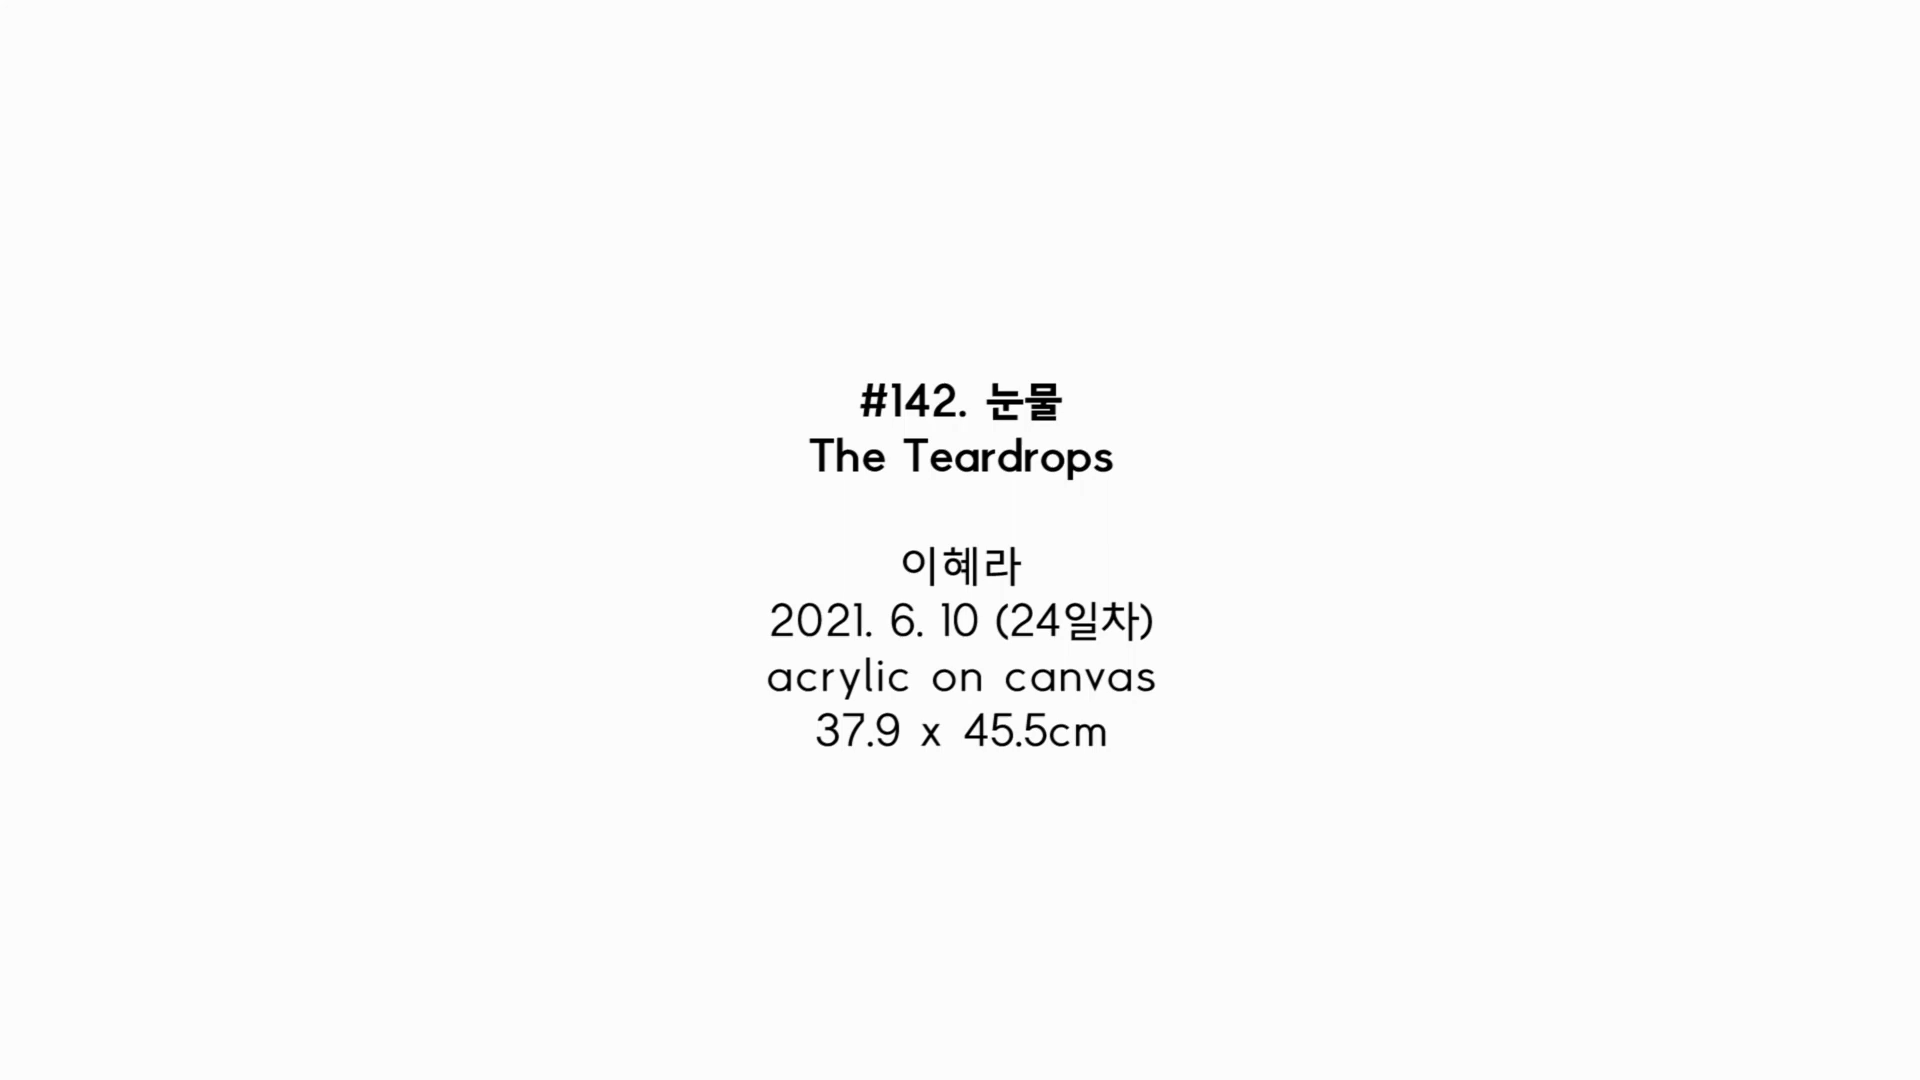 #142. 눈물
The Teardrops
이혜라
2021. 6. 10 (24일차)
acrylic on canvas
37.9 x 45.5cm